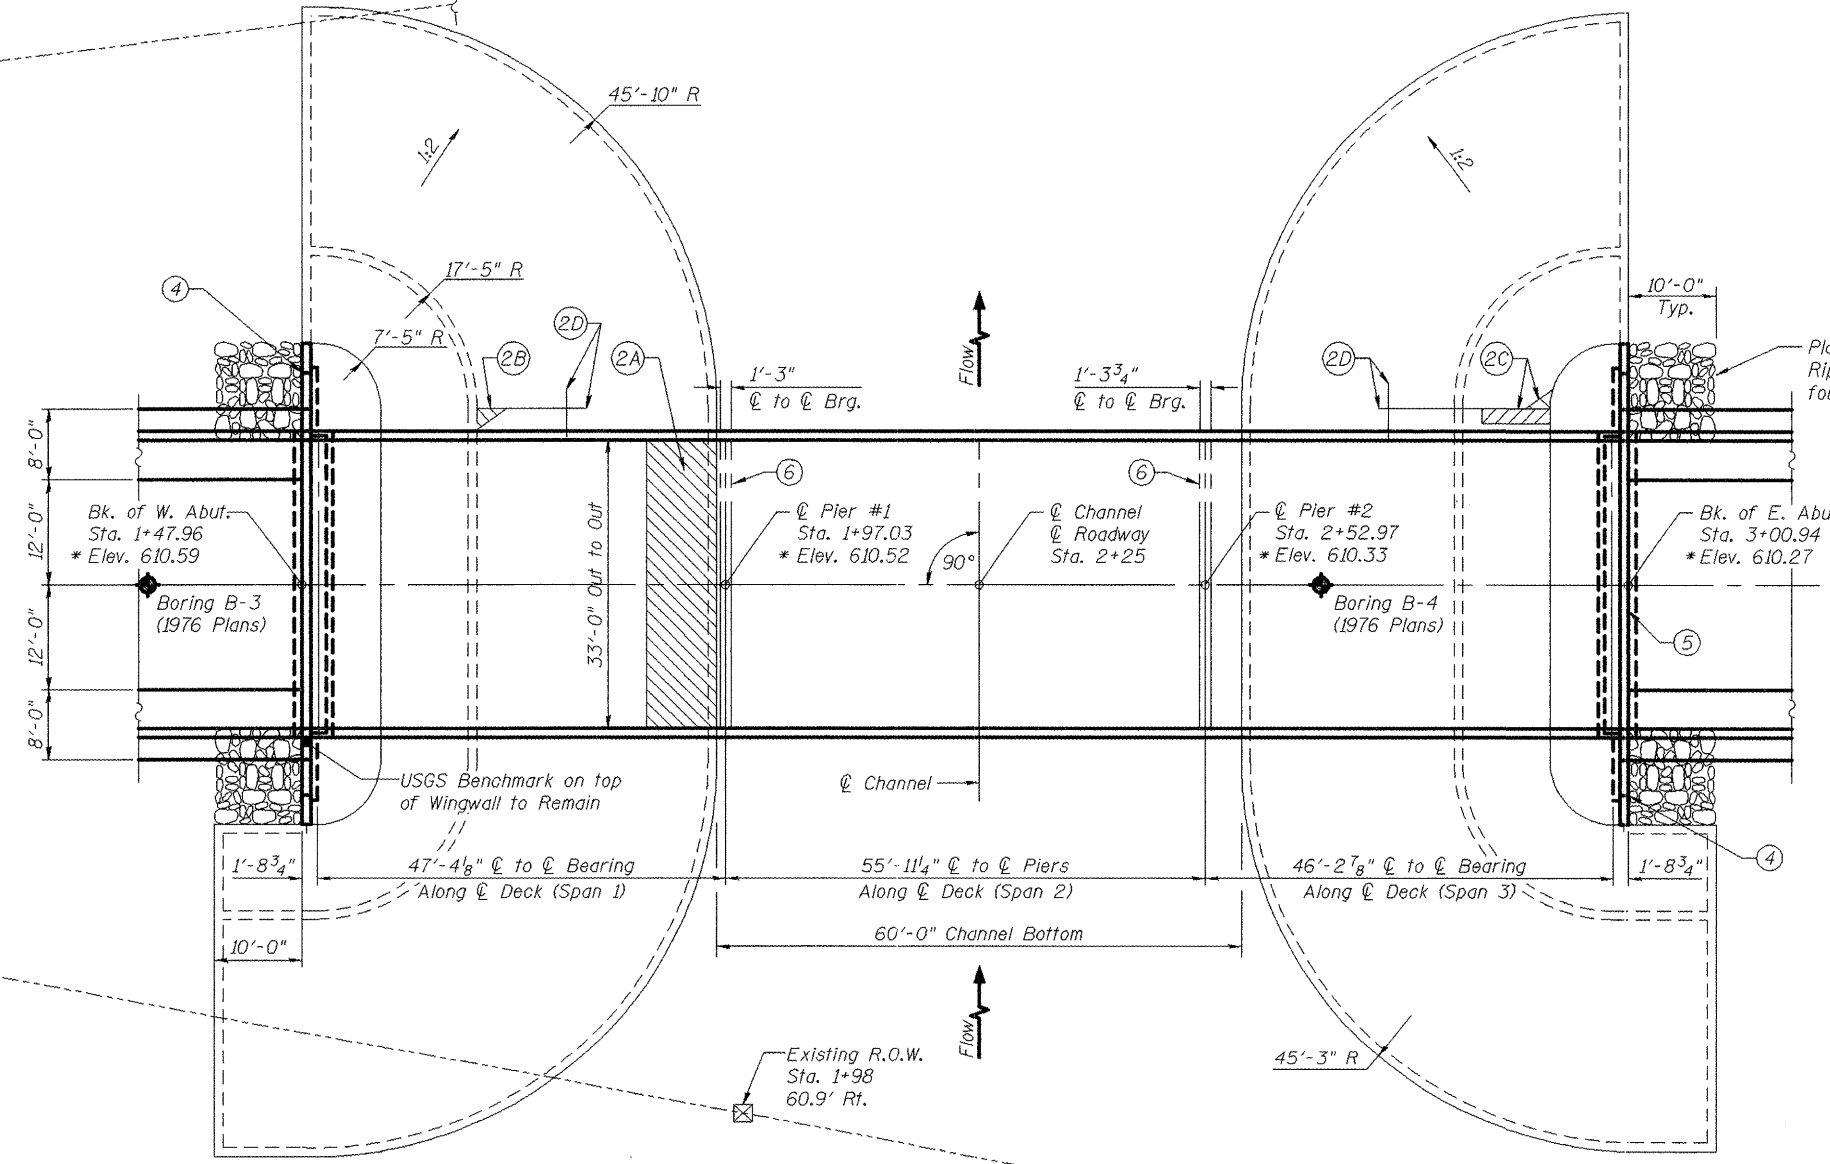 45'-10" R
1:2
1:2
17'-5" R
4
7'-5" R
2B
2D
2A
Flow
1'-3"
℄ to ℄ Brg.
1'-3¾"
℄ to ℄ Brg.
2D
2C
10'-0"
Typ.
8'-0"
12'-0"
12'-0"
8'-0"
Bk. of W. Abut.
Sta. 1+47.96
* Elev. 610.59
Boring B-3
(1976 Plans)
33'-0" Out to Out
6
℄ Pier #1
Sta. 1+97.03
* Elev. 610.52
90°
℄ Channel
℄ Roadway
Sta. 2+25
6
℄ Pier #2
Sta. 2+52.97
* Elev. 610.33
Boring B-4
(1976 Plans)
Bk. of E. Abu
Sta. 3+00.94
* Elev. 610.27
5
USGS Benchmark on top
of Wingwall to Remain
℄ Channel
4
1'-8¾"
47'-4⅛" ℄ to ℄ Bearing
Along ℄ Deck (Span 1)
55'-11¼" ℄ to ℄ Piers
Along ℄ Deck (Span 2)
46'-2⅞" ℄ to ℄ Bearing
Along ℄ Deck (Span 3)
1'-8¾"
10'-0"
60'-0" Channel Bottom
Flow
Existing R.O.W.
Sta. 1+98
60.9' Rt.
45'-3" R